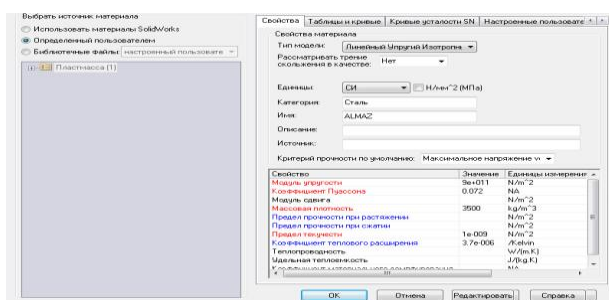 Выбрать источник материала
Использовать материалы SolidWorks
Определенный пользователем
Библиотечные файлы: настроенный пользовате
Пластмасса (1)
Свойства Таблицы и кривые Кривые усталости SN Настроенные пользовате
Свойства материала
Тип модели: Линейный Упругий Изотропн
Рассматривать трение скольжения в качестве: Нет
Единицы: СИ Н/мм^2 (МПа)
Категория: Сталь
Имя: ALMAZ
Описание:
Источник:
Критерий прочности по умолчанию: Максимальное напряжение
Свойство Значение Единицы измерения
Модуль упругости 9e+011 N/m^2
Коэффициент Пуассона 0.072 NA
Модуль сдвига N/m^2
Массовая плотность 3500 kg/m^3
Предел прочности при растяжении N/m^2
Предел прочности при сжатии N/m^2
Предел текучести 1e-009 N/m^2
Коэффициент теплового расширения 3.7e-006 /Kelvin
Теплопроводность W/(m.K)
Удельная теплоемкость J/(kg.K)
OK Отмена Редактировать Справка